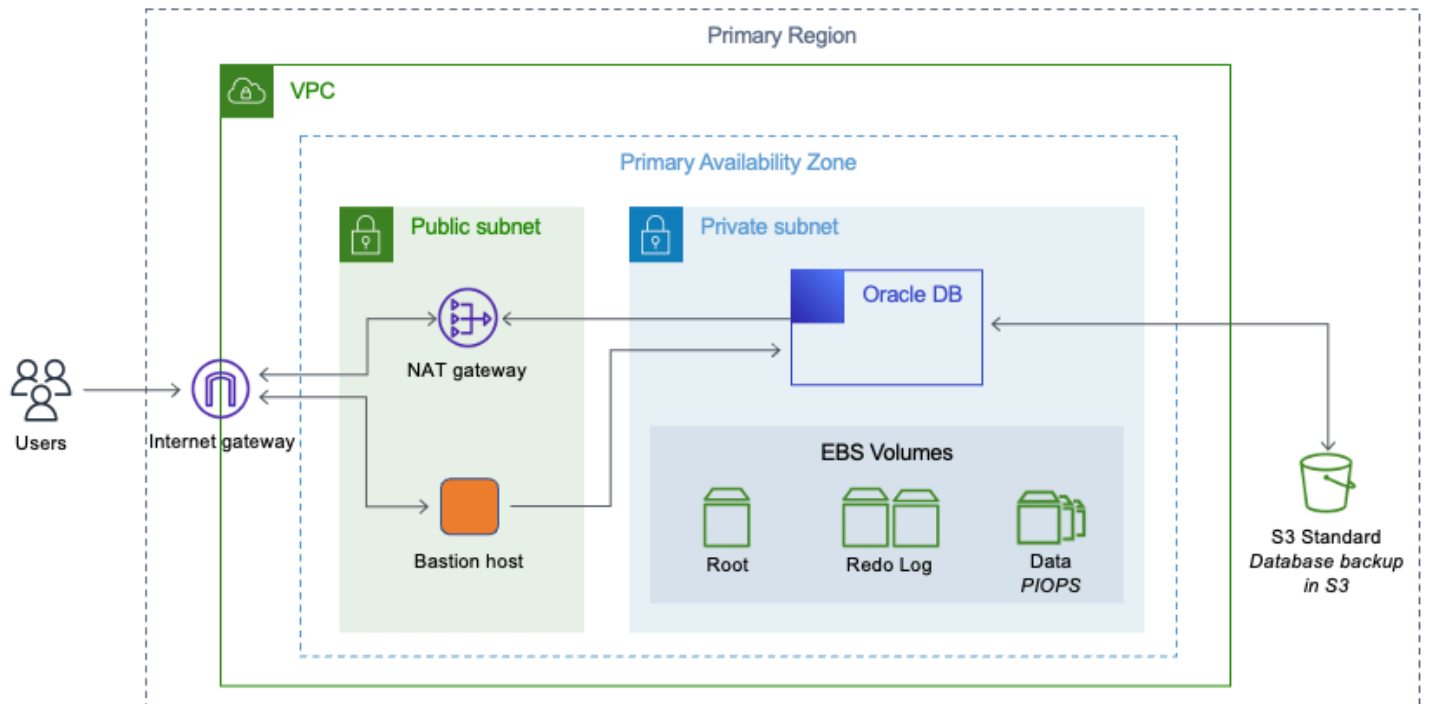 Primary Region
VPC
Primary Availability Zone
Public subnet
Private subnet
Oracle DB
NAT gateway
Users
Internet gateway
EBS Volumes
Bastion host
Root
Redo Log
Data
PIOPS
S3 Standard
Database backup
in S3